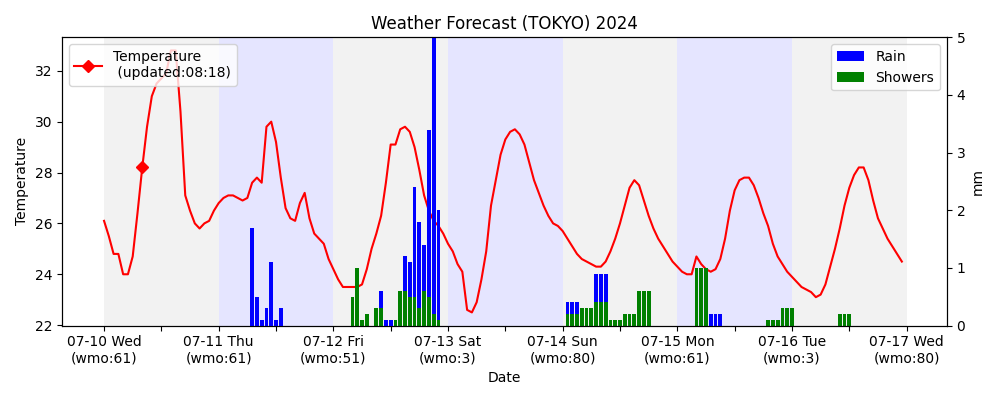 Weather Forecast (TOKYO) 2024
Temperature
(updated:08:18)
Rain
Showers
Temperature
32
30
28
26
24
22
5
4
3
2
1
0
mm
07-10 Wed
(wmo:61)
07-11 Thu
(wmo:61)
07-12 Fri
(wmo:51)
07-13 Sat
(wmo:3)
07-14 Sun
(wmo:80)
07-15 Mon
(wmo:61)
07-16 Tue
(wmo:3)
07-17 Wed
(wmo:80)
Date